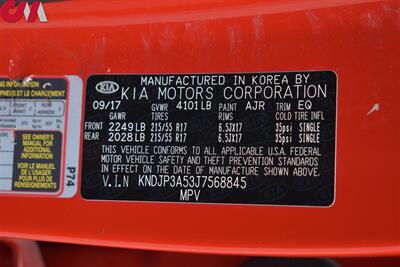 CMA
SEE OWNER'S
MANUAL FOR
ADDITIONAL
INFORMATION
P74
KIA
MANUFACTURED IN KOREA BY
KIA MOTORS CORPORATION
09/17 GVWR 4101LB PAINT AJR TRIM EQ
GAWR TIRES RIMS COLD TIRE INFL
FRONT 2249LB 215/55 R17 6.5JX17 35psi SINGLE
REAR 2028LB 215/55 R17 6.5JX17 35psi SINGLE
THIS VEHICLE CONFORMS TO ALL APPLICABLE U.S.A FEDERAL
MOTOR VEHICLE SAFETY AND THEFT PREVENTION STANDARDS
IN EFFECT ON THE DATE OF MANUFACTURE SHOWN ABOVE.
V.I.N KNDJP3A53J7568845
MPV